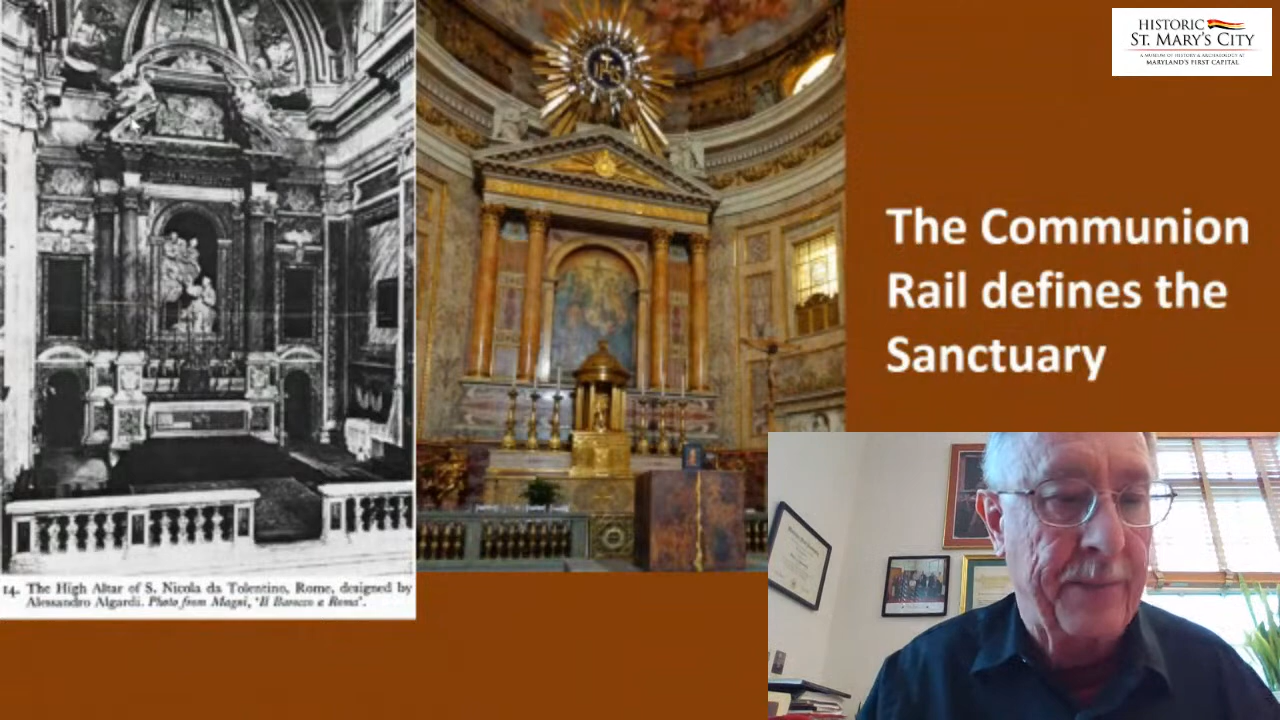 HISTORIC
ST. MARY'S CITY
A MUSEUM OF HISTORY & ARCHAEOLOGY AT
MARYLAND'S FIRST CAPITAL
IHS
The Communion
Rail defines the
Sanctuary
14. The High Altar of S. Nicola da Tolentino, Rome, designed by
Alessandro Algardi. Photo from Magni, 'Il Barocco a Roma'.